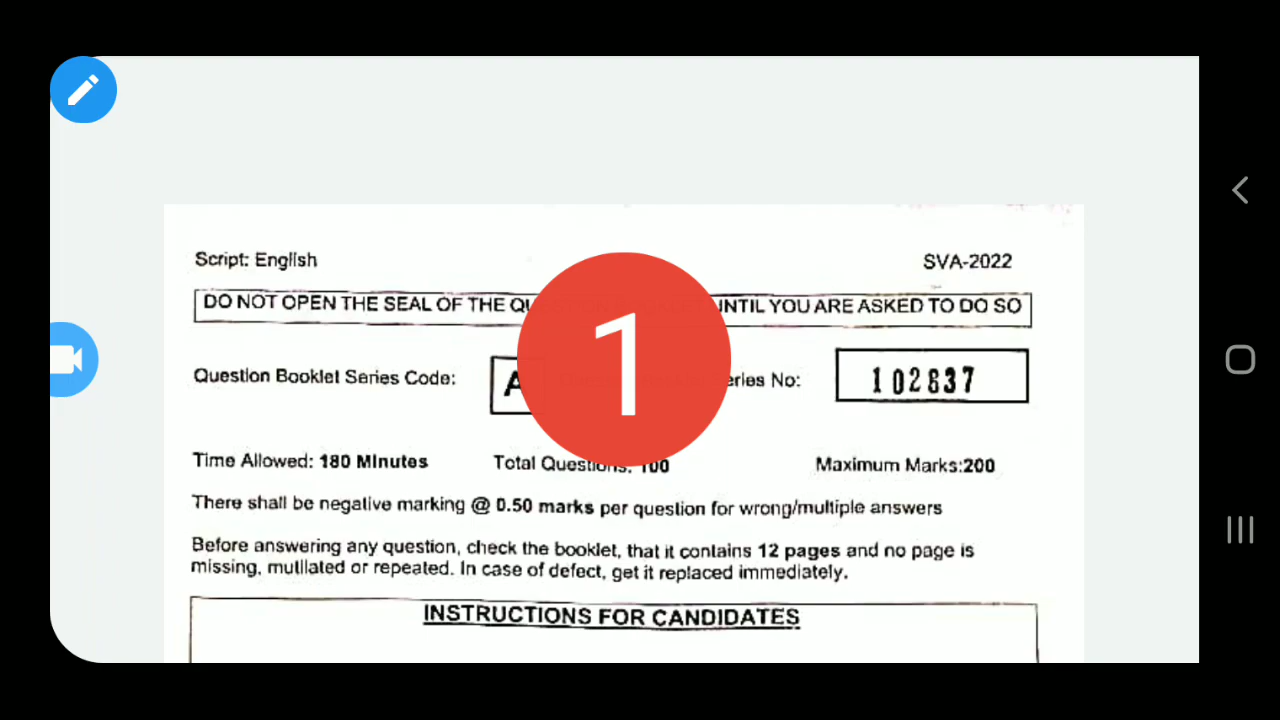 Script: English
SVA-2022
DO NOT OPEN THE SEAL OF THE UNTIL YOU ARE ASKED TO DO SO
Question Booklet Series Code: A Series No: 102837
1
Time Allowed: 180 Minutes Total Questions: 100 Maximum Marks:200
There shall be negative marking @ 0.50 marks per question for wrong/multiple answers
Before answering any question, check the booklet, that it contains 12 pages and no page is
missing, mutilated or repeated. In case of defect, get it replaced immediately.
INSTRUCTIONS FOR CANDIDATES